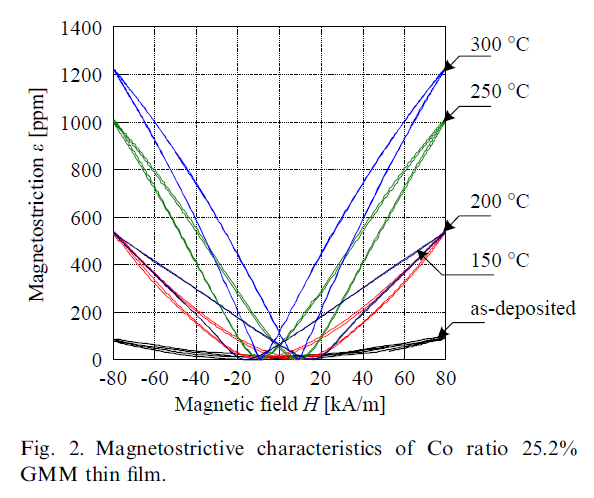 1400
1200
1000
800
600
400
200
0
Magnetostriction ε [ppm]
300 °C
250 °C
200 °C
150 °C
as-deposited
-80 -60 -40 -20 0 20 40 60 80
Magnetic field H [kA/m]
Fig. 2. Magnetostrictive characteristics of Co ratio 25.2%
GMM thin film.